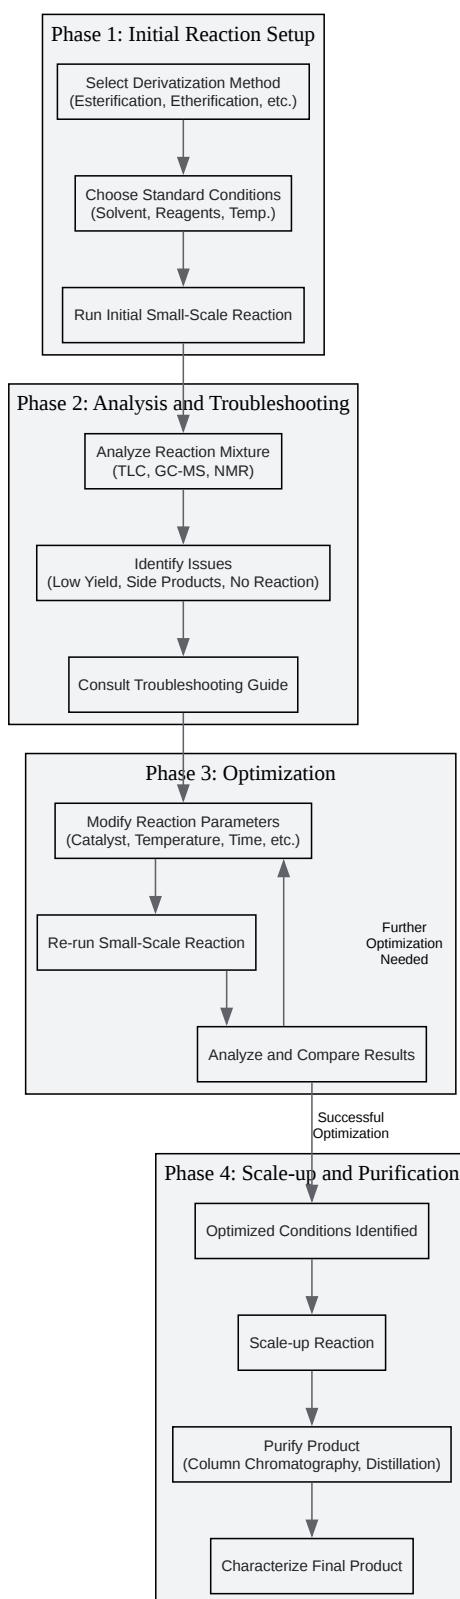 Phase 1: Initial Reaction Setup
Select Derivatization Method
(Esterification, Etherification, etc.)
Choose Standard Conditions
(Solvent, Reagents, Temp.)
Run Initial Small-Scale Reaction
Phase 2: Analysis and Troubleshooting
Analyze Reaction Mixture
(TLC, GC-MS, NMR)
Identify Issues
(Low Yield, Side Products, No Reaction)
Consult Troubleshooting Guide
Phase 3: Optimization
Modify Reaction Parameters
(Catalyst, Temperature, Time, etc.)
Re-run Small-Scale Reaction
Further
Optimization
Needed
Analyze and Compare Results
Successful
Optimization
Phase 4: Scale-up and Purification
Optimized Conditions Identified
Scale-up Reaction
Purify Product
(Column Chromatography, Distillation)
Characterize Final Product